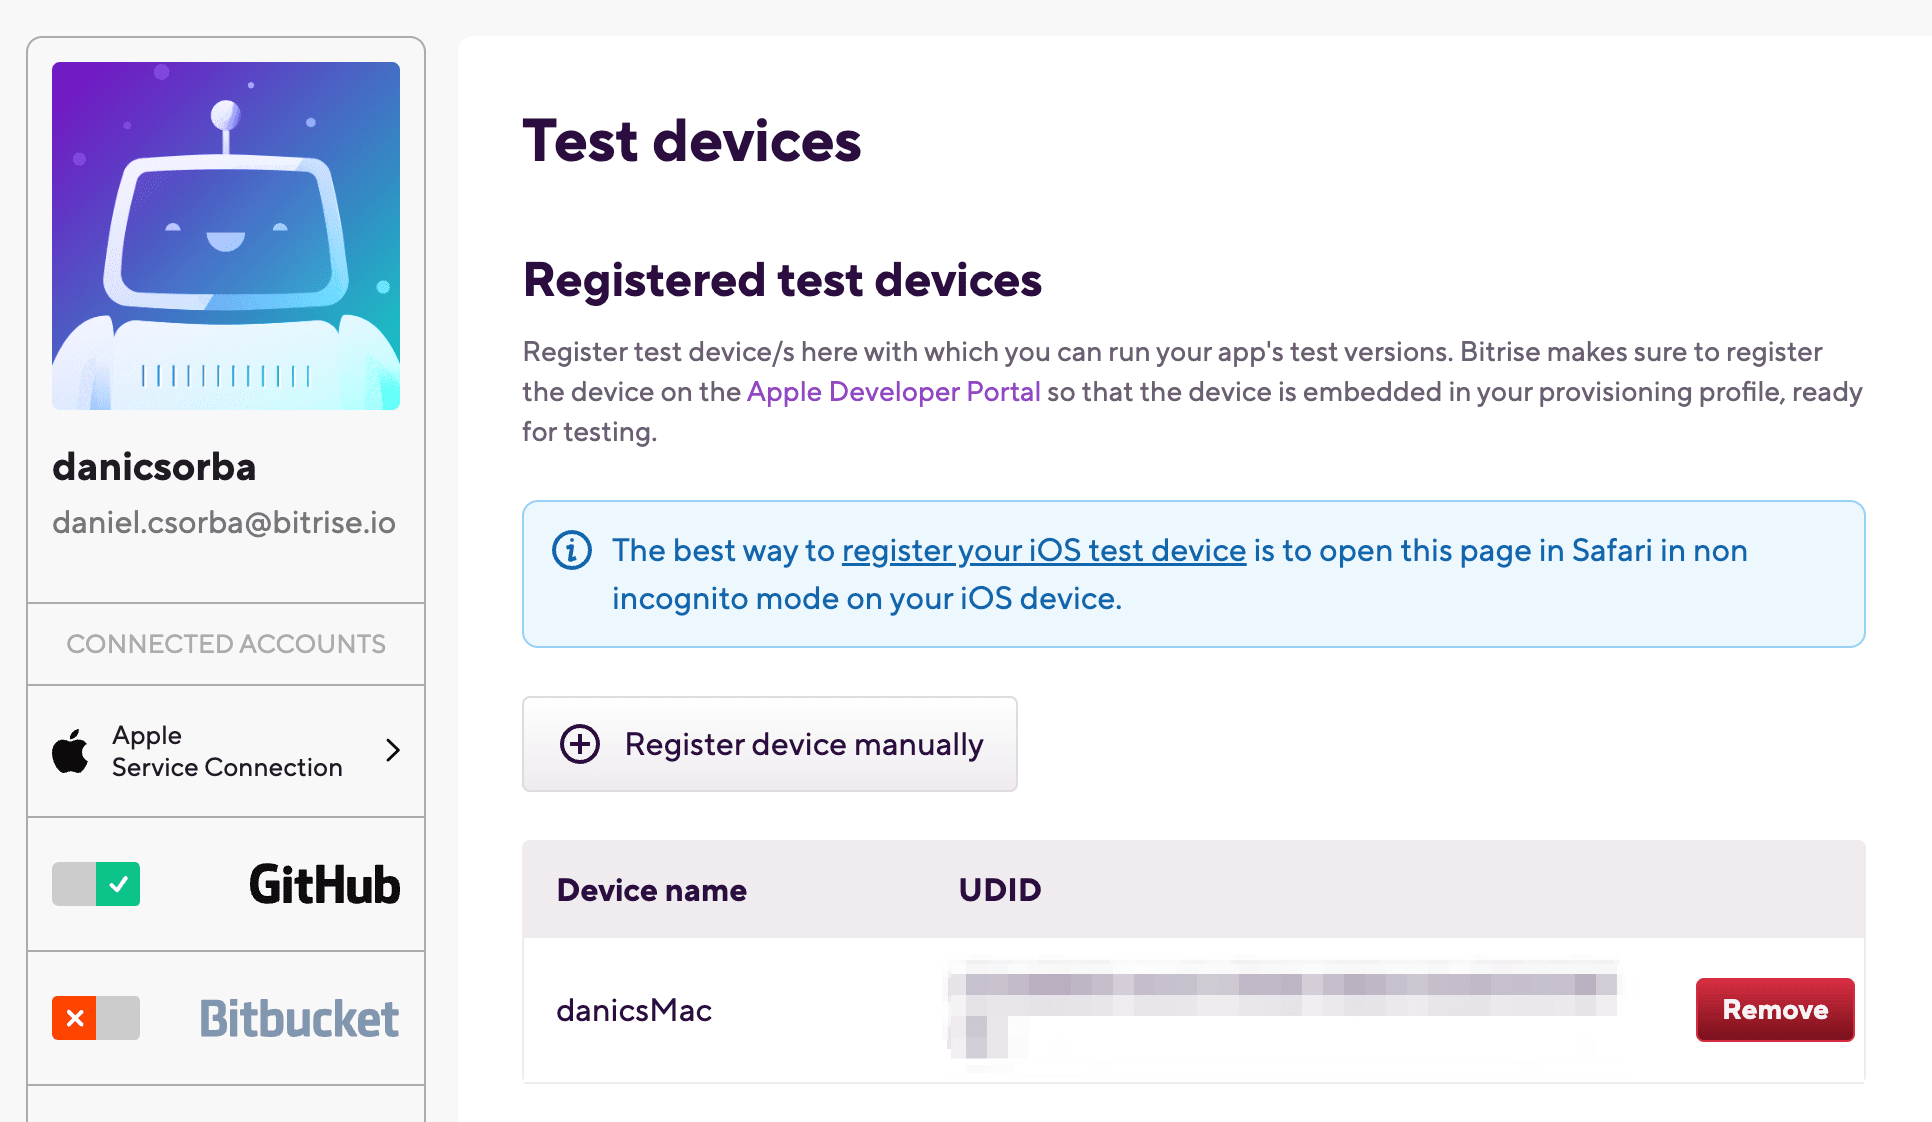 danicsorba
daniel.csorba@bitrise.io
CONNECTED ACCOUNTS
Apple
Service Connection
GitHub
Bitbucket
Test devices
Registered test devices
Register test device/s here with which you can run your app's test versions. Bitrise makes sure to register
the device on the Apple Developer Portal so that the device is embedded in your provisioning profile, ready
for testing.
The best way to register your iOS test device is to open this page in Safari in non
incognito mode on your iOS device.
Register device manually
Device name UDID
danicsMac Remove